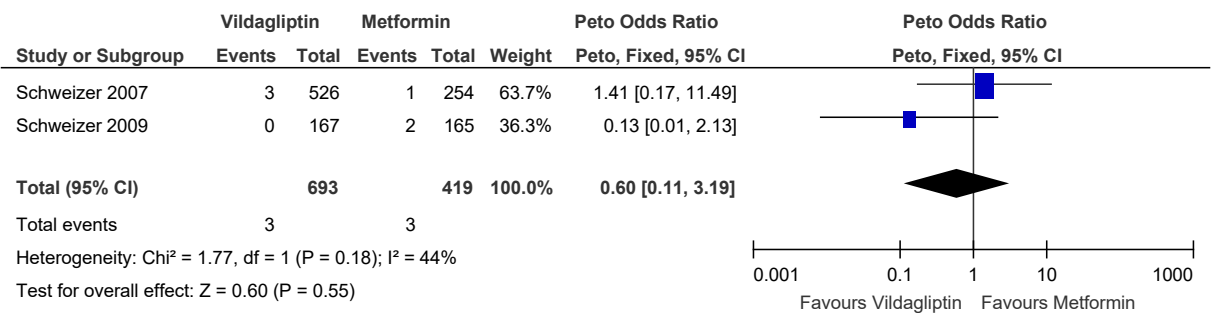 Vildagliptin Metformin Peto Odds Ratio Peto Odds Ratio
Study or Subgroup Events Total Events Total Weight Peto, Fixed, 95% CI Peto, Fixed, 95% CI
Schweizer 2007 3 526 1 254 63.7% 1.41 [0.17, 11.49]
Schweizer 2009 0 167 2 165 36.3% 0.13 [0.01, 2.13]
Total (95% CI) 693 419 100.0% 0.60 [0.11, 3.19]
Total events 3 3
Heterogeneity: Chi² = 1.77, df = 1 (P = 0.18); I² = 44%
Test for overall effect: Z = 0.60 (P = 0.55)
0.001 0.1 1 10 1000
Favours Vildagliptin Favours Metformin